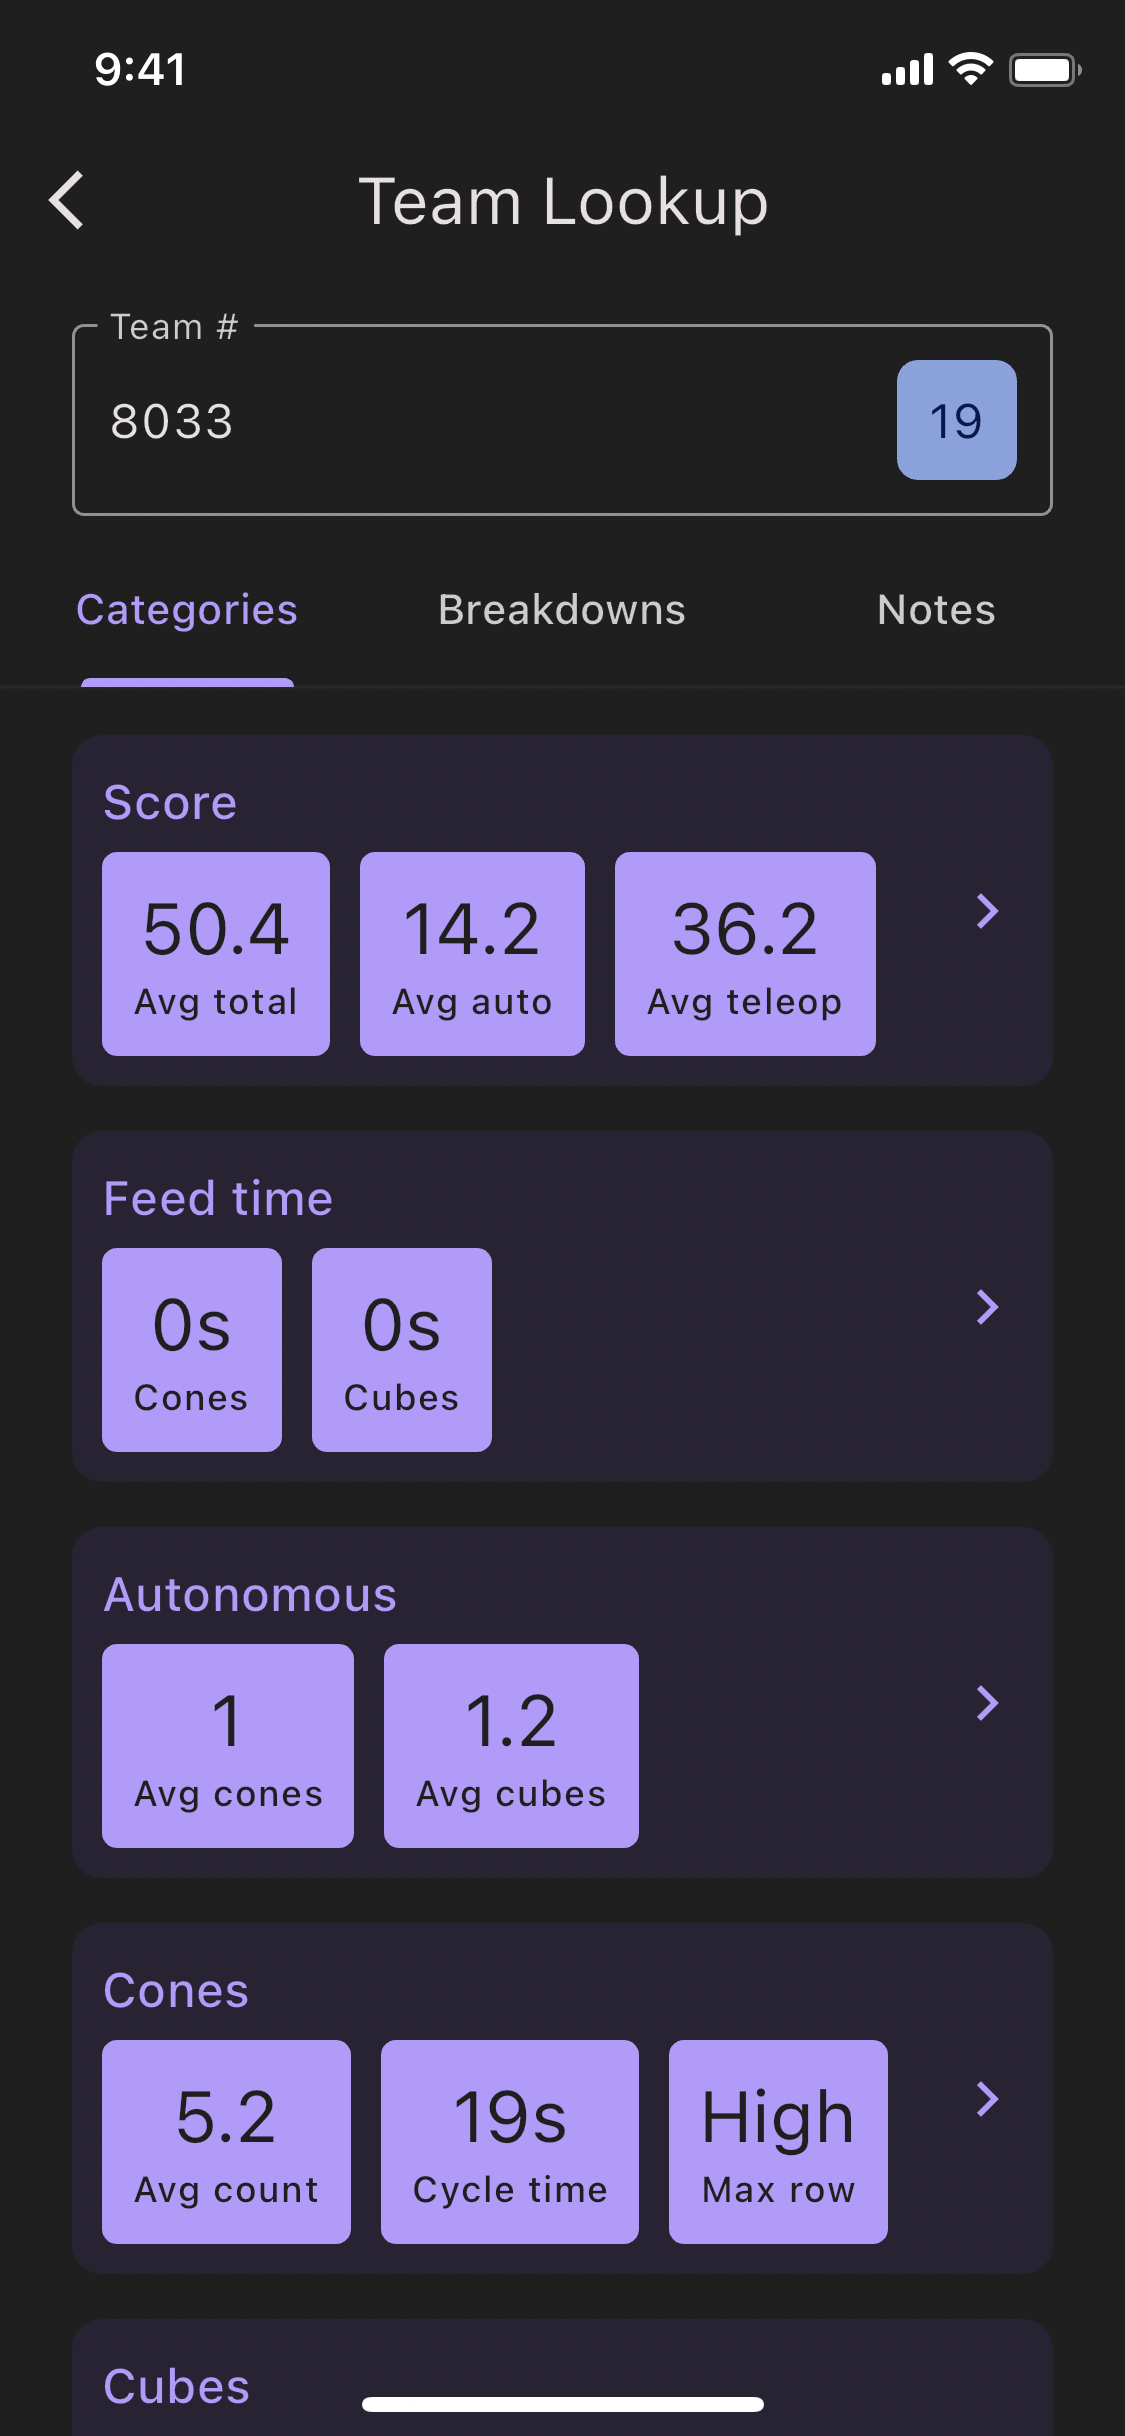 9:41
Team Lookup
Team #
8033
19
Categories Breakdowns Notes
Score
50.4 14.2 36.2
Avg total Avg auto Avg teleop
Feed time
0s 0s
Cones Cubes
Autonomous
1 1.2
Avg cones Avg cubes
Cones
5.2 19s High
Avg count Cycle time Max row
Cubes